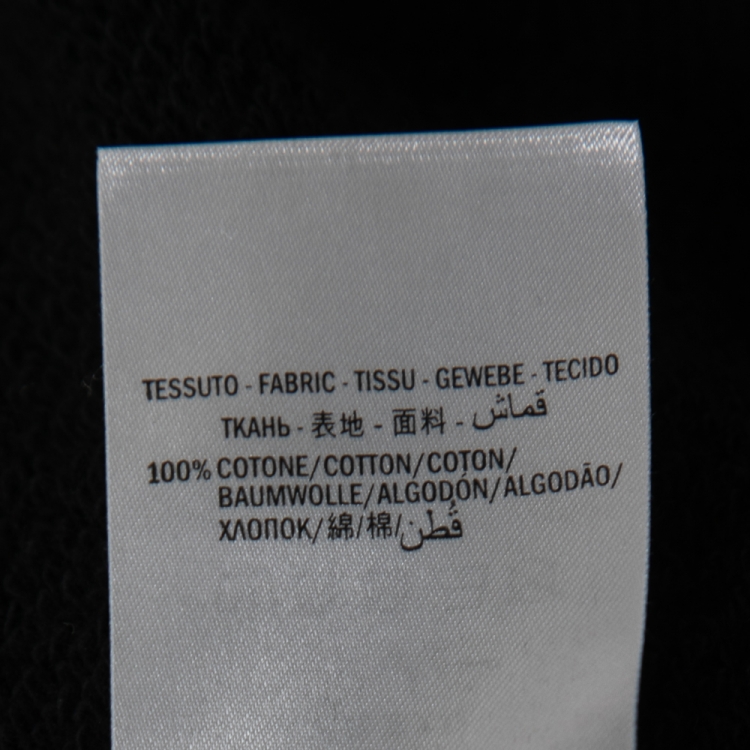 TESSUTO - FABRIC - TISSU - GEWEBE - TECIDO
ТКАНЬ - 表地 - 面料 - قماش
100% COTONE/COTTON/COTON/
BAUMWOLLE/ALGODÓN/ALGODÃO/
ХЛОПОК/綿/棉/قُطن